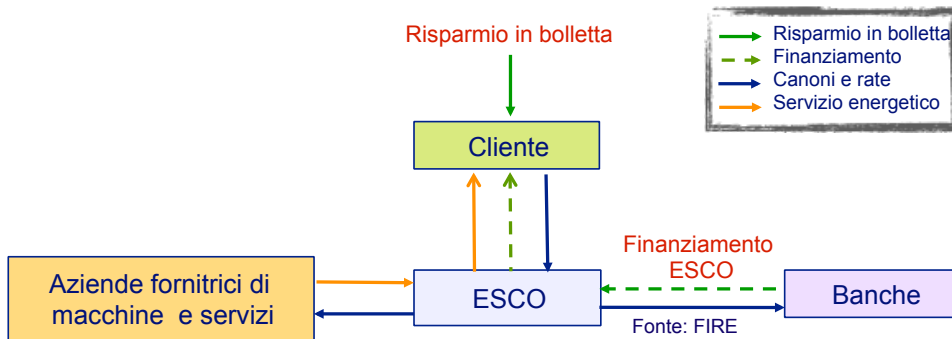 Risparmio in bolletta
Risparmio in bolletta
Finanziamento
Canoni e rate
Servizio energetico
Cliente
Finanziamento
ESCO
Aziende fornitrici di
macchine e servizi
ESCO
Banche
Fonte: FIRE